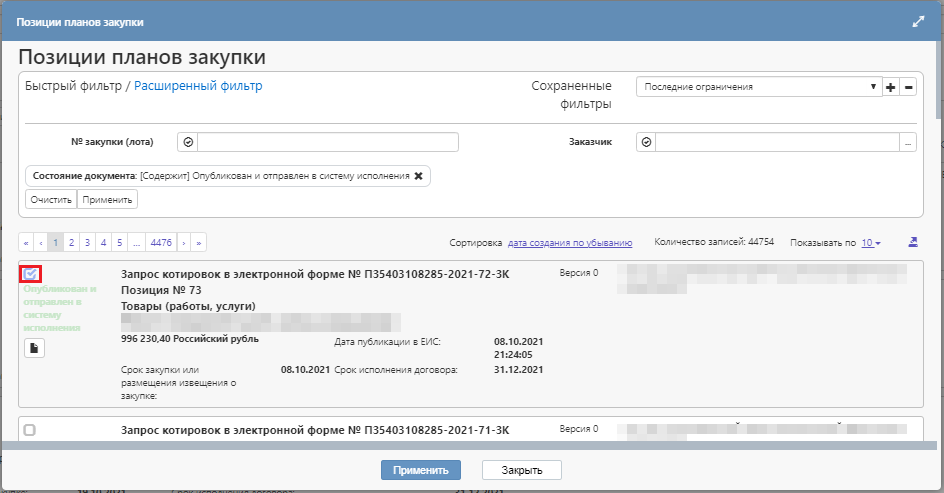 Позиции планов закупки
Позиции планов закупки
Быстрый фильтр / Расширенный фильтр
Сохраненные фильтры
Последние ограничения
№ закупки (лота)
Заказчик
...
Состояние документа: [Содержит] Опубликован и отправлен в систему исполнения ✖
Очистить Применить
« ‹ 1 2 3 4 5 ... 4476 › »
Сортировка дата создания по убыванию Количество записей: 44754 Показывать по 10
Запрос котировок в электронной форме № П35403108285-2021-72-ЗК
Версия 0
Опубликован и
отправлен в
систему
исполнения
Позиция № 73
Товары (работы, услуги)
996 230,40 Российский рубль
Дата публикации в ЕИС:
08.10.2021
21:24:05
Срок закупки или
размещения извещения о
закупке:
08.10.2021
Срок исполнения договора:
31.12.2021
Запрос котировок в электронной форме № П35403108285-2021-71-ЗК
Версия 0
Применить Закрыть